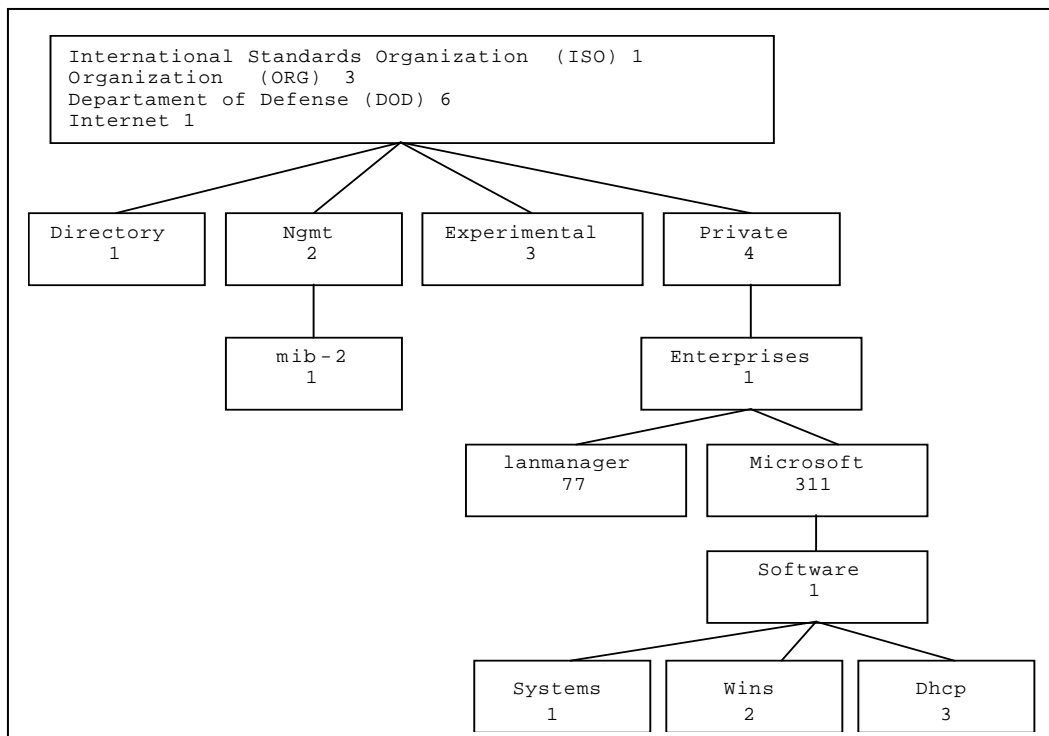 International Standards Organization (ISO) 1
Organization (ORG) 3
Departament of Defense (DOD) 6
Internet 1
Directory
1
Ngmt
2
Experimental
3
Private
4
mib-2
1
Enterprises
1
lanmanager
77
Microsoft
311
Software
1
Systems
1
Wins
2
Dhcp
3